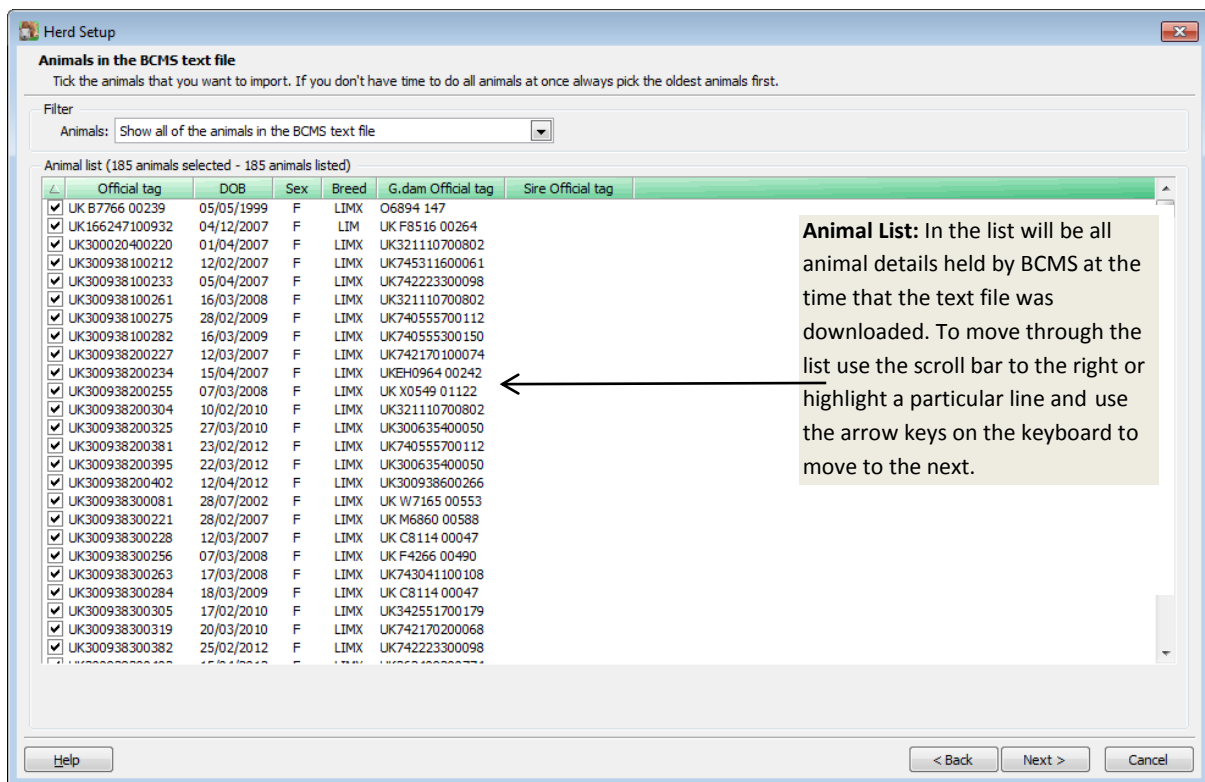 Herd Setup
Animals in the BCMS text file
Tick the animals that you want to import. If you don't have time to do all animals at once always pick the oldest animals first.
Filter
Animals: Show all of the animals in the BCMS text file
Animal list (185 animals selected - 185 animals listed)
Official tag DOB Sex Breed G.dam Official tag Sire Official tag
UK B7766 00239 05/05/1999 F LIMX O6894 147
UK166247100932 04/12/2007 F LIM UK F8516 00264
UK300020400220 01/04/2007 F LIMX UK321110700802
UK300938100212 12/02/2007 F LIMX UK745311600061
UK300938100233 05/04/2007 F LIMX UK742223300098
UK300938100261 16/03/2008 F LIMX UK321110700802
UK300938100275 28/02/2009 F LIMX UK740555700112
UK300938100282 16/03/2009 F LIMX UK740555300150
UK300938200227 12/03/2007 F LIMX UK742170100074
UK300938200234 15/04/2007 F LIMX UKEH0964 00242
UK300938200255 07/03/2008 F LIMX UK X0549 01122
UK300938200304 10/02/2010 F LIMX UK321110700802
UK300938200325 27/03/2010 F LIMX UK300635400050
UK300938200381 23/02/2012 F LIMX UK740555700112
UK300938200395 22/03/2012 F LIMX UK300635400050
UK300938200402 12/04/2012 F LIMX UK300938600266
UK300938300081 28/07/2002 F LIMX UK W7165 00553
UK300938300221 28/02/2007 F LIMX UK M6860 00588
UK300938300228 12/03/2007 F LIMX UK C8114 00047
UK300938300256 07/03/2008 F LIMX UK F4266 00490
UK300938300263 17/03/2008 F LIMX UK743041100108
UK300938300284 18/03/2009 F LIMX UK C8114 00047
UK300938300305 17/02/2010 F LIMX UK342551700179
UK300938300319 20/03/2010 F LIMX UK742170200068
UK300938300382 25/02/2012 F LIMX UK742223300098
Animal List: In the list will be all
animal details held by BCMS at the
time that the text file was
downloaded. To move through the
list use the scroll bar to the right or
highlight a particular line and use
the arrow keys on the keyboard to
move to the next.
Help
< Back
Next >
Cancel